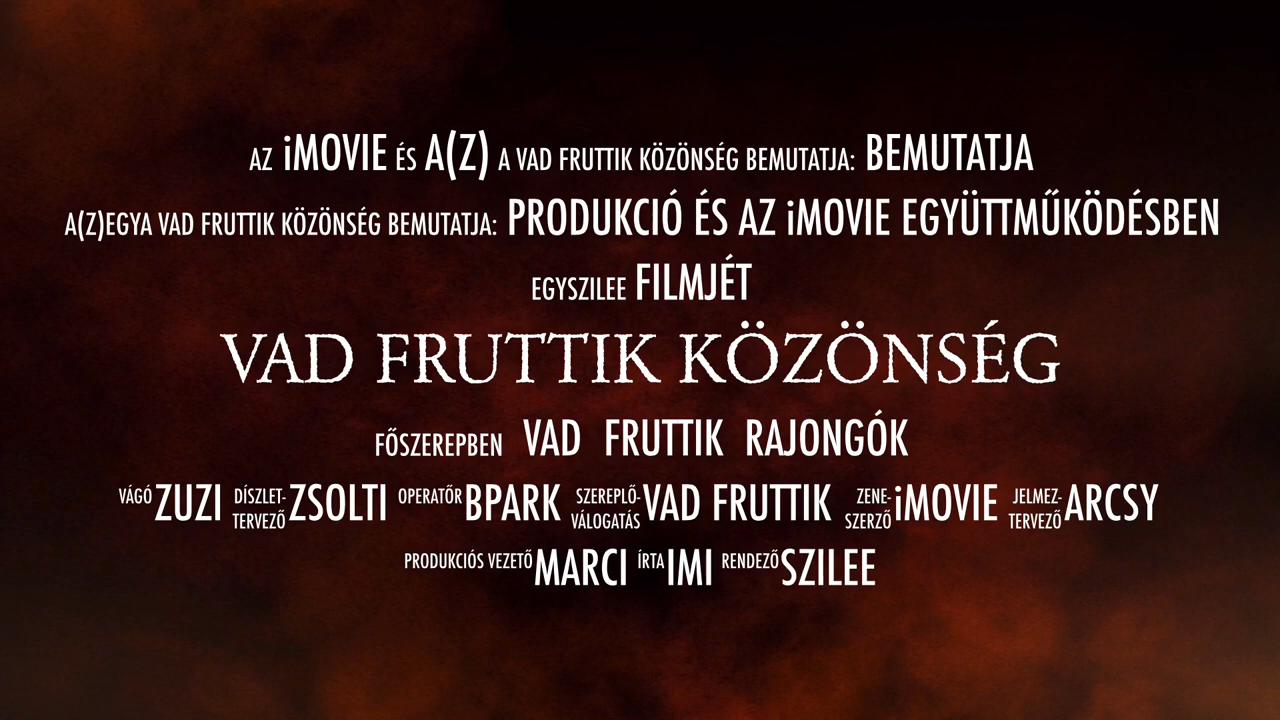 AZ iMOVIE ÉS A(Z) A VAD FRUTTIK KÖZÖNSÉG BEMUTATJA: BEMUTATJA
A(Z)EGYA VAD FRUTTIK KÖZÖNSÉG BEMUTATJA: PRODUKCIÓ ÉS AZ iMOVIE EGYÜTTMŰKÖDÉSBEN
EGYSZILEE FILMJÉT
VAD FRUTTIK KÖZÖNSÉG
FŐSZEREPBEN VAD FRUTTIK RAJONGÓK
VÁGÓ ZUZI DÍSZLET-TERVEZŐ ZSOLTI OPERATŐR BPARK SZEREPLŐ-VÁLOGATÁS VAD FRUTTIK ZENE-SZERZŐ iMOVIE JELMEZ-TERVEZŐ ARCSY
PRODUKCIÓS VEZETŐ MARCI ÍRTA IMI RENDEZŐ SZILEE